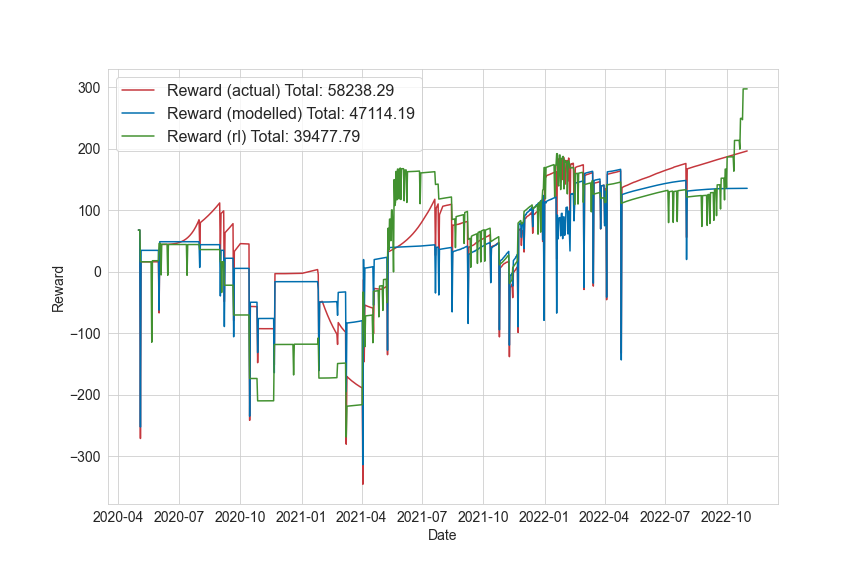 Reward (actual) Total: 58238.29
Reward (modelled) Total: 47114.19
Reward (rl) Total: 39477.79
300
200
100
0
−100
−200
−300
Reward
2020-04 2020-07 2020-10 2021-01 2021-04 2021-07 2021-10 2022-01 2022-04 2022-07 2022-10
Date